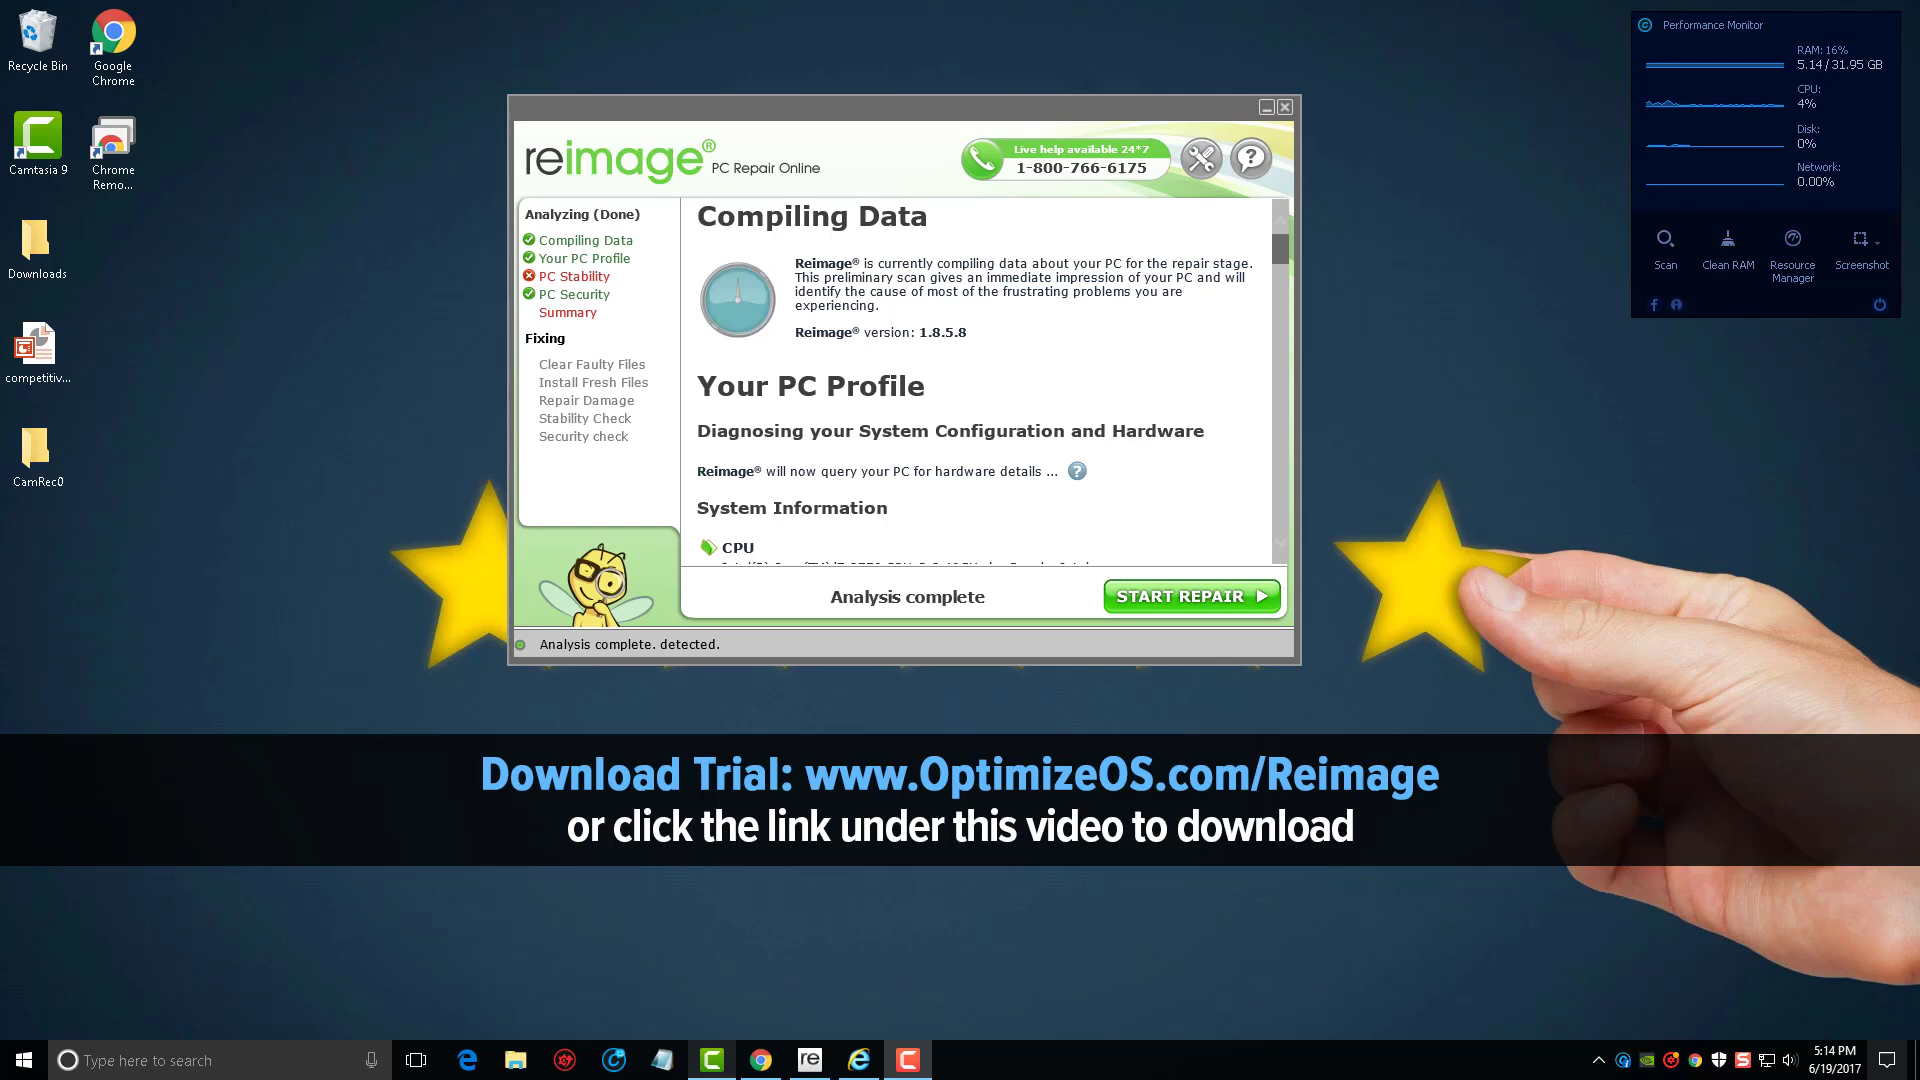 Recycle Bin
Google
Chrome
Camtasia 9
Chrome
Remo...
Downloads
competitiv...
CamRec0
Performance Monitor
RAM: 16%
5.14 / 31.95 GB
CPU:
4%
Disk:
0%
Network:
0.00%
Scan
Clean RAM
Resource
Manager
Screenshot
reimage® PC Repair Online
Live help available 24*7
1-800-766-6175
Analyzing (Done)
Compiling Data
Your PC Profile
PC Stability
PC Security
Summary
Fixing
Clear Faulty Files
Install Fresh Files
Repair Damage
Stability Check
Security check
Compiling Data
Reimage® is currently compiling data about your PC for the repair stage.
This preliminary scan gives an immediate impression of your PC and will
identify the cause of most of the frustrating problems you are
experiencing.
Reimage® version: 1.8.5.8
Your PC Profile
Diagnosing your System Configuration and Hardware
Reimage® will now query your PC for hardware details ...
System Information
CPU
Analysis complete
START REPAIR
Analysis complete. detected.
Download Trial: www.OptimizeOS.com/Reimage
or click the link under this video to download
Type here to search
re
5:14 PM
6/19/2017